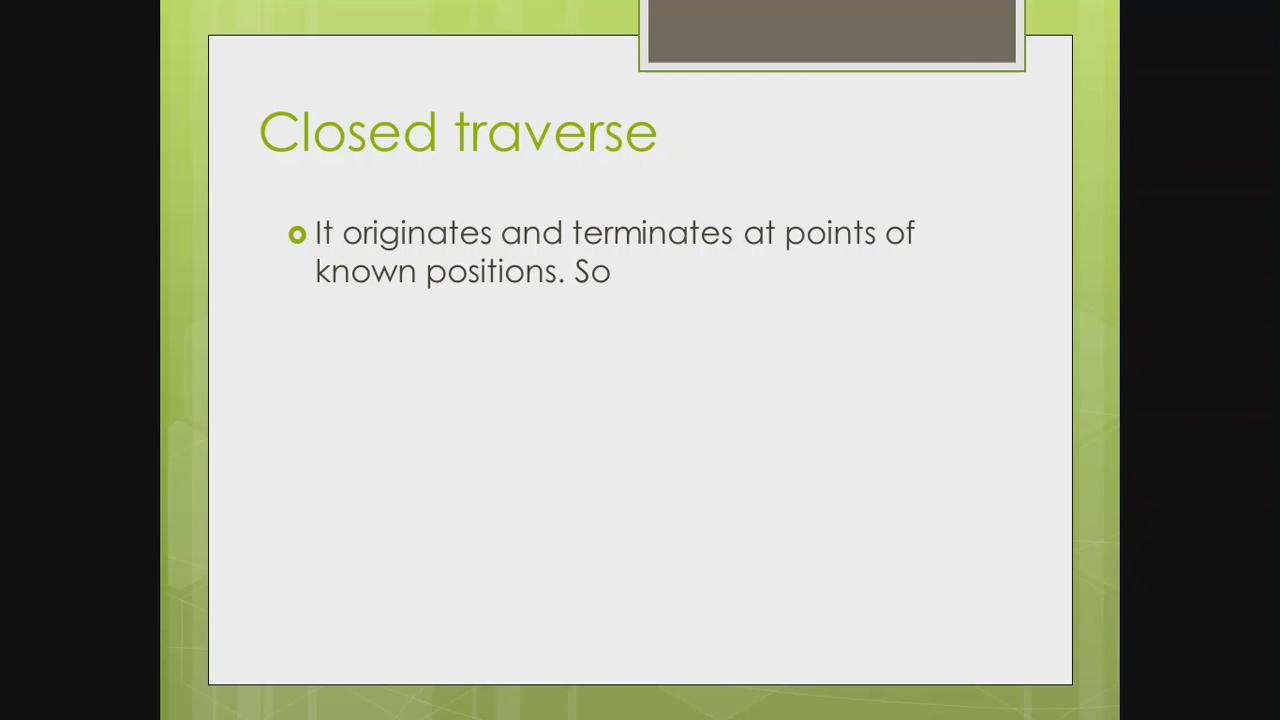 Closed traverse
It originates and terminates at points of
known positions. So